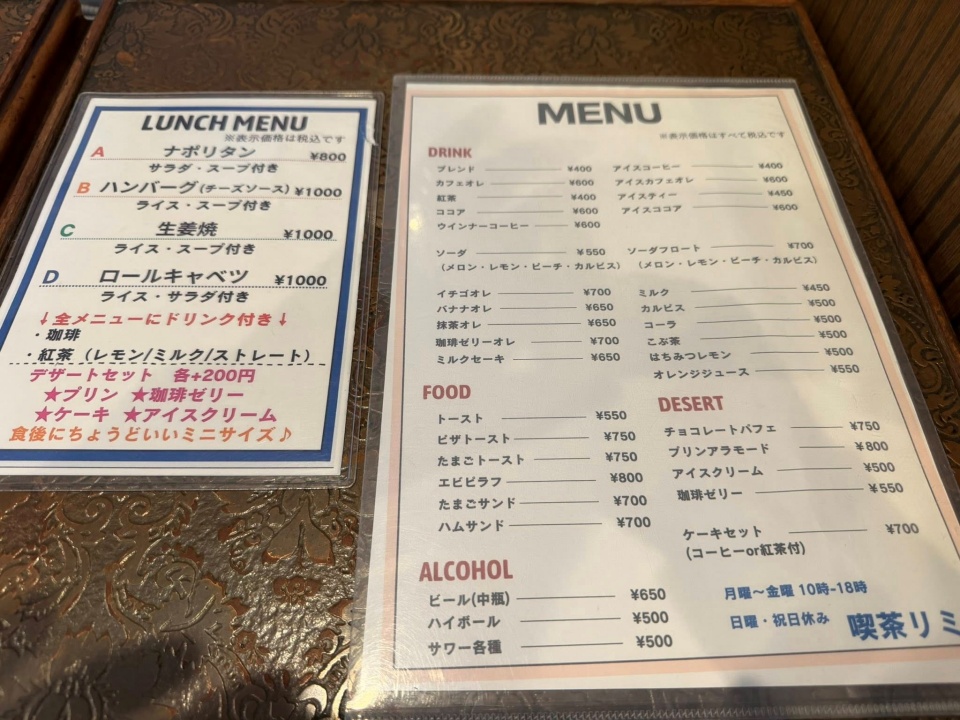 LUNCH MENU
※表示価格は税込です
A ナポリタン ¥800
サラダ・スープ付き
B ハンバーグ(チーズソース) ¥1000
ライス・スープ付き
C 生姜焼 ¥1000
ライス・スープ付き
D ロールキャベツ ¥1000
ライス・サラダ付き
↓全メニューにドリンク付き↓
・珈琲
・紅茶（レモン/ミルク/ストレート）
デザートセット 各+200円
★プリン ★珈琲ゼリー
★ケーキ ★アイスクリーム
食後にちょうどいいミニサイズ♪
MENU
※表示価格はすべて税込です
DRINK
ブレンド ¥400
カフェオレ ¥600
紅茶 ¥400
ココア ¥600
ウインナーコーヒー ¥600
アイスコーヒー ¥400
アイスカフェオレ ¥600
アイスティー ¥450
アイスココア ¥600
ソーダ ¥550
（メロン・レモン・ピーチ・カルピス）
ソーダフロート ¥700
（メロン・レモン・ピーチ・カルピス）
イチゴオレ ¥700
バナナオレ ¥650
抹茶オレ ¥650
珈琲ゼリーオレ ¥700
ミルクセーキ ¥650
ミルク ¥450
カルピス ¥500
コーラ ¥500
こぶ茶 ¥500
はちみつレモン ¥500
オレンジジュース ¥550
FOOD
トースト ¥550
ピザトースト ¥750
たまごトースト ¥750
エビピラフ ¥800
たまごサンド ¥700
ハムサンド ¥700
DESERT
チョコレートパフェ ¥750
プリンアラモード ¥800
アイスクリーム ¥500
珈琲ゼリー ¥550
ケーキセット ¥700
(コーヒーor紅茶付)
ALCOHOL
ビール(中瓶) ¥650
ハイボール ¥500
サワー各種 ¥500
月曜〜金曜 10時-18時
日曜・祝日休み
喫茶リミ